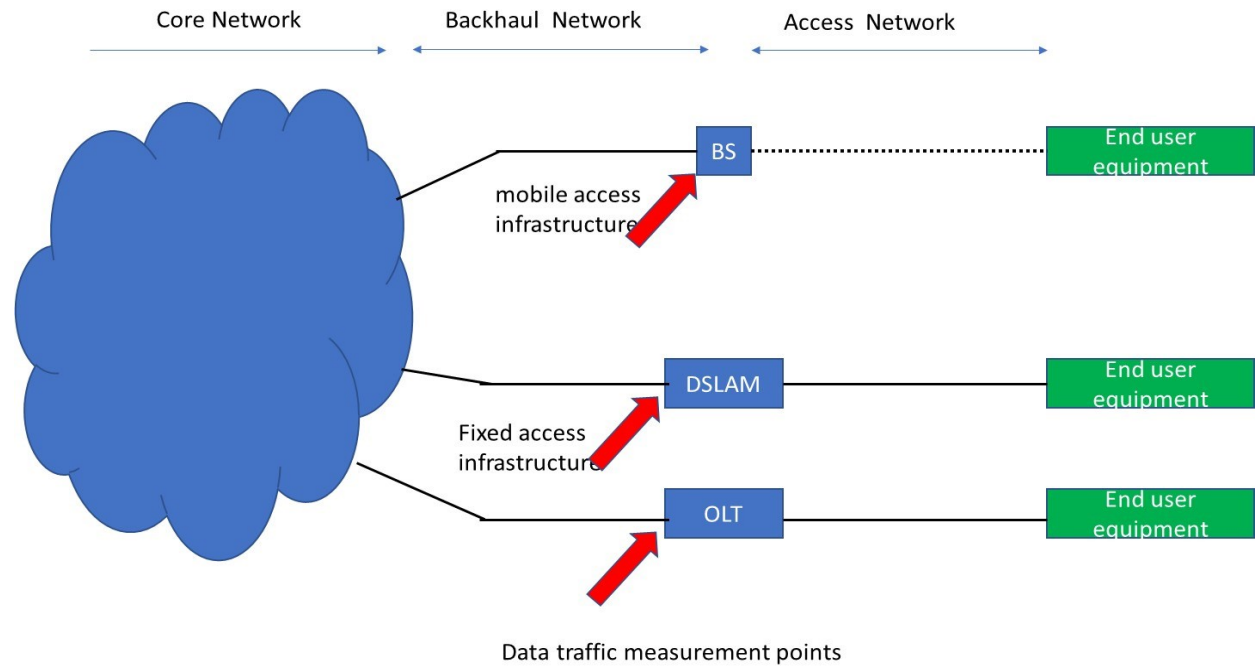 Core Network
Backhaul Network
Access Network
BS
End user
equipment
mobile access
infrastructure
DSLAM
End user
equipment
Fixed access
infrastructure
OLT
End user
equipment
Data traffic measurement points